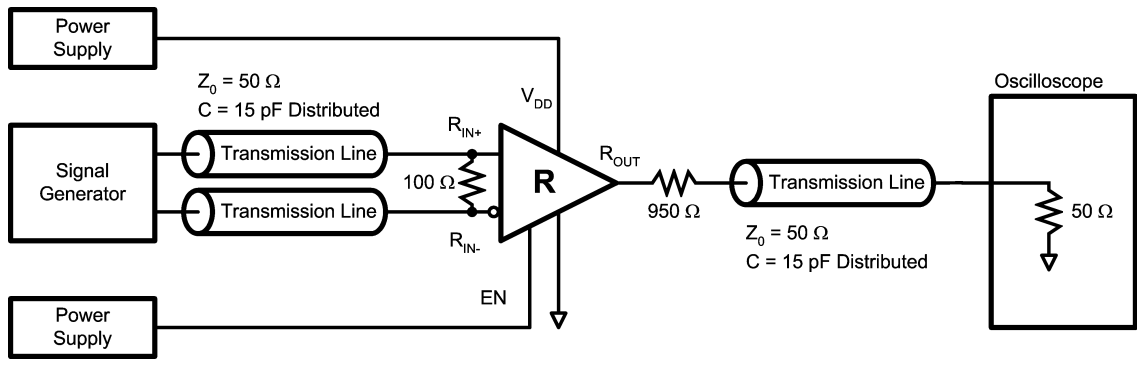 Power
Supply
Z0 = 50 Ω
C = 15 pF Distributed
VDD
Oscilloscope
Signal
Generator
Transmission Line
Transmission Line
RIN+
100 Ω
RIN-
R
ROUT
950 Ω
Transmission Line
Z0 = 50 Ω
C = 15 pF Distributed
50 Ω
EN
Power
Supply